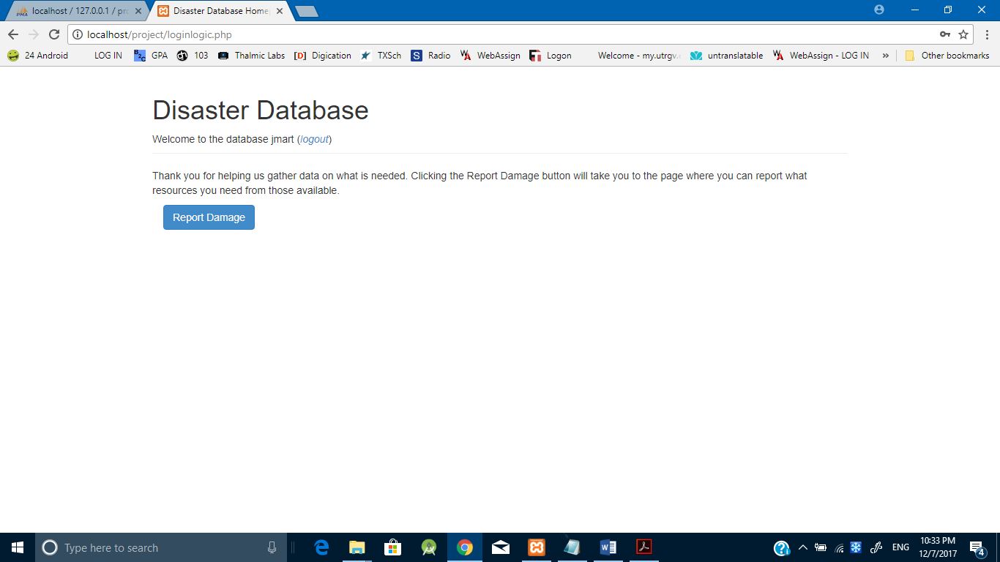 localhost / 127.0.0.1 / pro
Disaster Database Home
localhost/project/loginlogic.php
24 Android
LOG IN
GPA
103
Thalmic Labs
Digication
TXSch
Radio
WebAssign
Logon
Welcome - my.utrgv.
untranslatable
WebAssign - LOG IN
»
Other bookmarks
Disaster Database
Welcome to the database jmart (logout)
Thank you for helping us gather data on what is needed. Clicking the Report Damage button will take you to the page where you can report what
resources you need from those available.
Report Damage
Type here to search
ENG
10:33 PM
12/7/2017
4